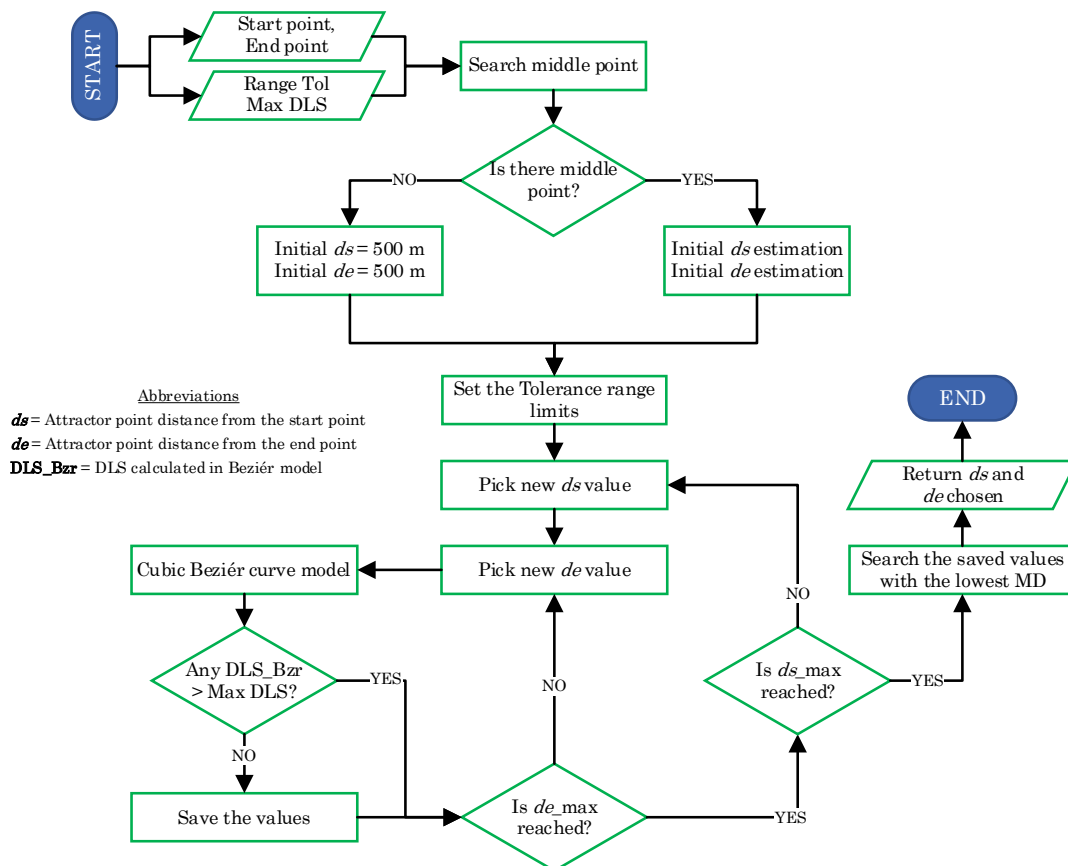 START
Start point,
End point
Range Tol
Max DLS
Search middle point
Is there middle
point?
NO
YES
Initial ds = 500 m
Initial de = 500 m
Initial ds estimation
Initial de estimation
Set the Tolerance range
limits
Abbreviations
ds = Attractor point distance from the start point
de = Attractor point distance from the end point
DLS_Bzr = DLS calculated in Beziér model
END
Return ds and
de chosen
Pick new ds value
Search the saved values
with the lowest MD
Cubic Beziér curve model
Pick new de value
NO
Any DLS_Bzr
> Max DLS?
YES
NO
Is ds_max
reached?
YES
NO
Save the values
Is de_max
reached?
YES